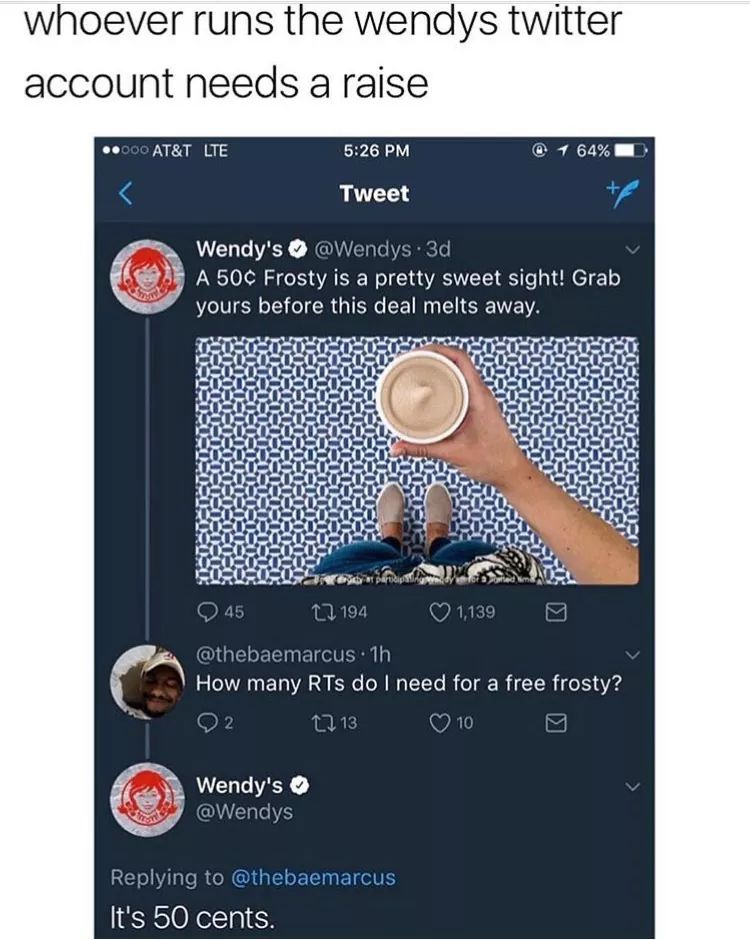 whoever runs the wendys twitter
account needs a raise
AT&T LTE 5:26 PM 64%
Tweet
Wendy's @Wendys · 3d
A 50¢ Frosty is a pretty sweet sight! Grab
yours before this deal melts away.
45 194 1,139
@thebaemarcus · 1h
How many RTs do I need for a free frosty?
2 13 10
Wendy's
@Wendys
Replying to @thebaemarcus
It's 50 cents.